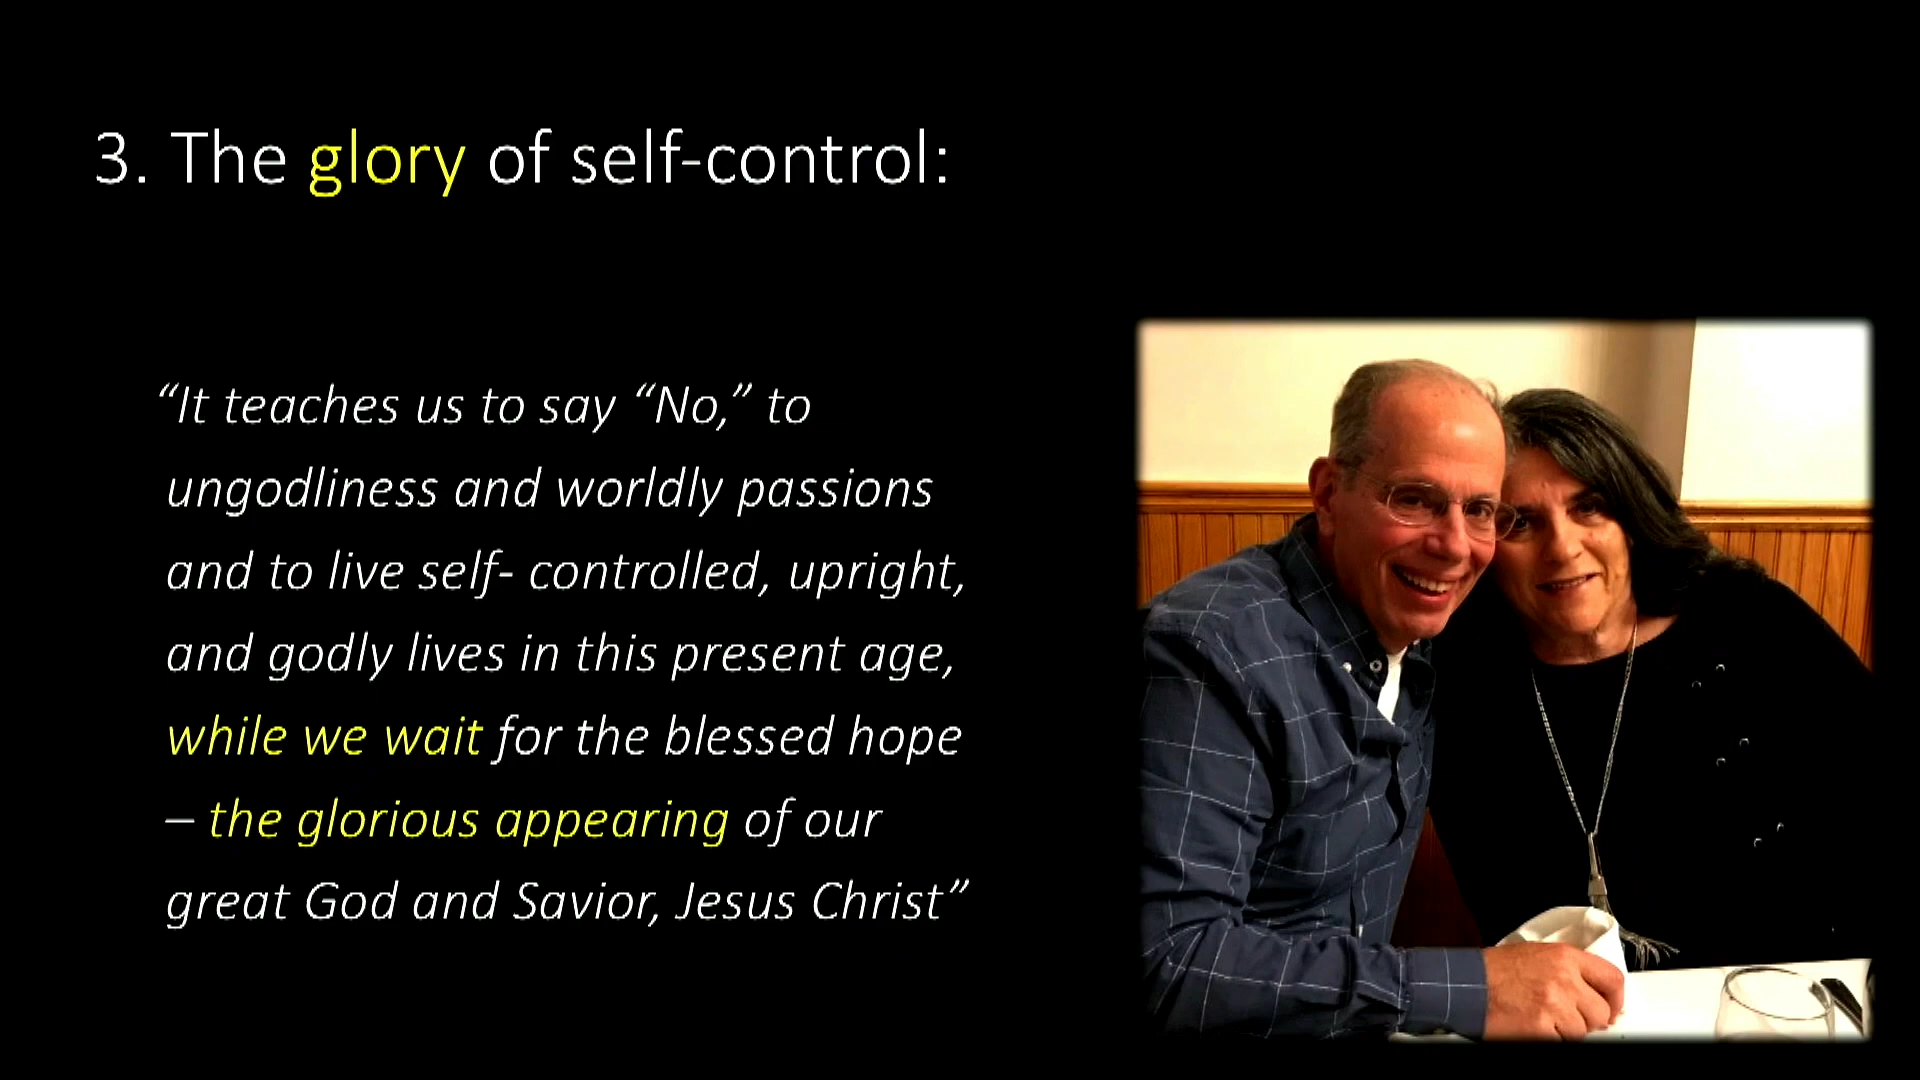 3. The glory of self-control:
“It teaches us to say “No,” to
ungodliness and worldly passions
and to live self- controlled, upright,
and godly lives in this present age,
while we wait for the blessed hope
– the glorious appearing of our
great God and Savior, Jesus Christ”